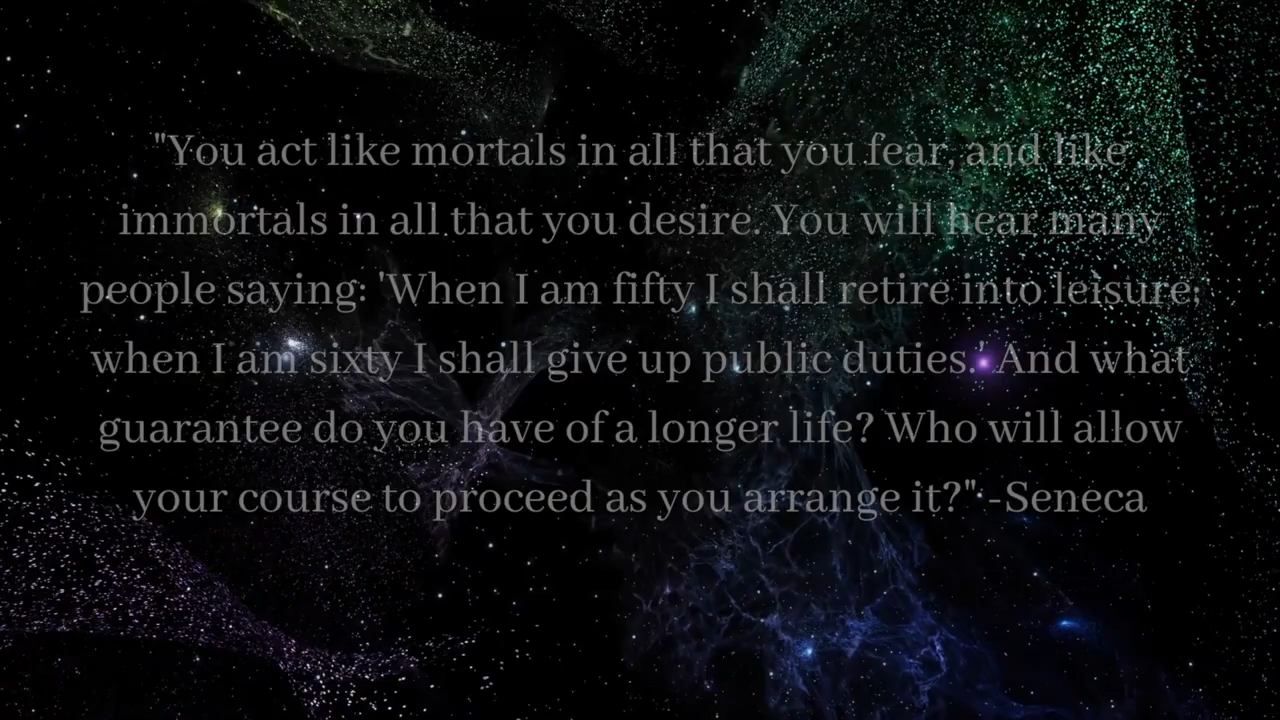 "You act like mortals in all that you fear, and like
immortals in all that you desire. You will hear many
people saying: 'When I am fifty I shall retire into leisure;
when I am sixty I shall give up public duties.' And what
guarantee do you have of a longer life? Who will allow
your course to proceed as you arrange it?" -Seneca